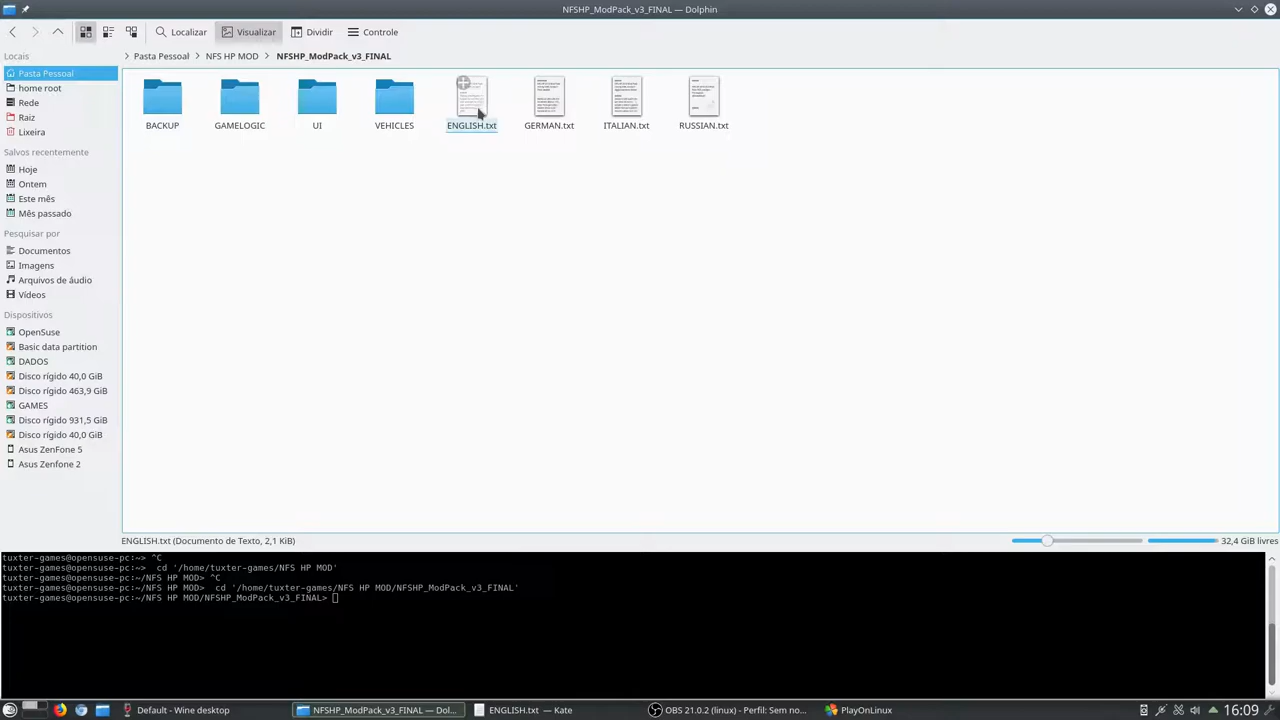 NFSHP_ModPack_v3_FINAL — Dolphin
Localizar
Visualizar
Dividir
Controle
Locais
Pasta Pessoal
NFS HP MOD
NFSHP_ModPack_v3_FINAL
Pasta Pessoal
home root
Rede
Raiz
Lixeira
Salvos recentemente
Hoje
Ontem
Este mês
Mês passado
Pesquisar por
Documentos
Imagens
Arquivos de áudio
Vídeos
Dispositivos
OpenSuse
Basic data partition
DADOS
Disco rígido 40,0 GiB
Disco rígido 463,9 GiB
GAMES
Disco rígido 931,5 GiB
Disco rígido 40,0 GiB
Asus ZenFone 5
Asus Zenfone 2
BACKUP
GAMELOGIC
UI
VEHICLES
ENGLISH.txt
GERMAN.txt
ITALIAN.txt
RUSSIAN.txt
ENGLISH.txt (Documento de Texto, 2,1 KiB)
32,4 GiB livres
tuxter-games@opensuse-pc:~> ^C
tuxter-games@opensuse-pc:~>  cd '/home/tuxter-games/NFS HP MOD'
tuxter-games@opensuse-pc:~/NFS HP MOD> ^C
tuxter-games@opensuse-pc:~/NFS HP MOD>  cd '/home/tuxter-games/NFS HP MOD/NFSHP_ModPack_v3_FINAL'
tuxter-games@opensuse-pc:~/NFS HP MOD/NFSHP_ModPack_v3_FINAL>
Default - Wine desktop
NFSHP_ModPack_v3_FINAL — Dol...
ENGLISH.txt — Kate
OBS 21.0.2 (linux) - Perfil: Sem no...
PlayOnLinux
16:09